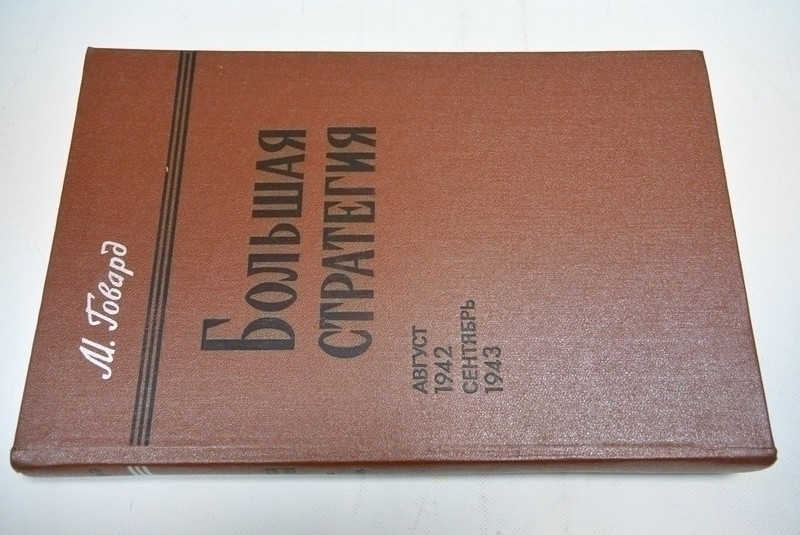 М. Говард
БОЛЬШАЯ
СТРАТЕГИЯ
АВГУСТ
1942
СЕНТЯБРЬ
1943